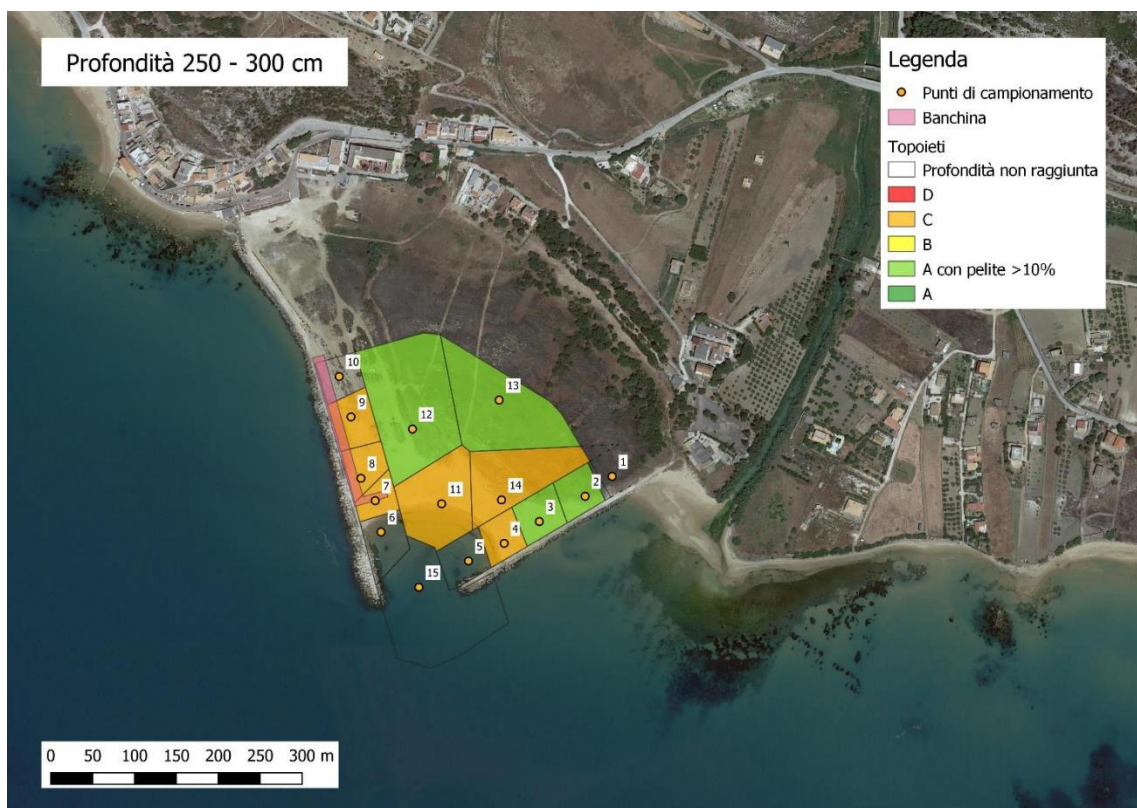 Profondità 250 - 300 cm
Legenda
Punti di campionamento
Banchina
Topoieti
Profondità non raggiunta
D
C
B
A con pelite >10%
A
10
9
13
12
8
7
6
11
14
1
2
3
4
5
15
0 50 100 150 200 250 300 m